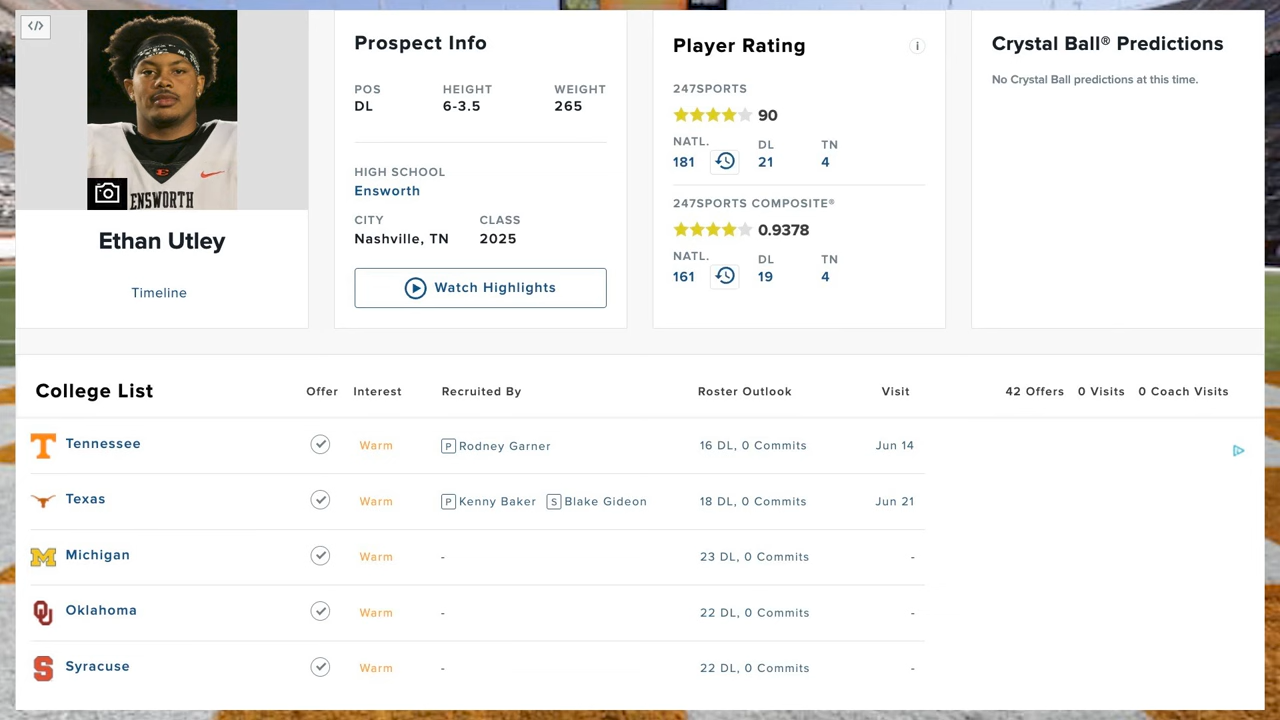 </>
E
ENSWORTH
Ethan Utley
Timeline
Prospect Info
POS HEIGHT WEIGHT
DL 6-3.5 265
HIGH SCHOOL
Ensworth
CITY CLASS
Nashville, TN 2025
Watch Highlights
Player Rating i
247SPORTS
90
NATL. DL TN
181 21 4
247SPORTS COMPOSITE®
0.9378
NATL. DL TN
161 19 4
Crystal Ball® Predictions
No Crystal Ball predictions at this time.
College List Offer Interest Recruited By Roster Outlook Visit 42 Offers 0 Visits 0 Coach Visits
T Tennessee Warm P Rodney Garner 16 DL, 0 Commits Jun 14
Texas Warm P Kenny Baker S Blake Gideon 18 DL, 0 Commits Jun 21
M Michigan Warm - 23 DL, 0 Commits -
OU Oklahoma Warm - 22 DL, 0 Commits -
S Syracuse Warm - 22 DL, 0 Commits -